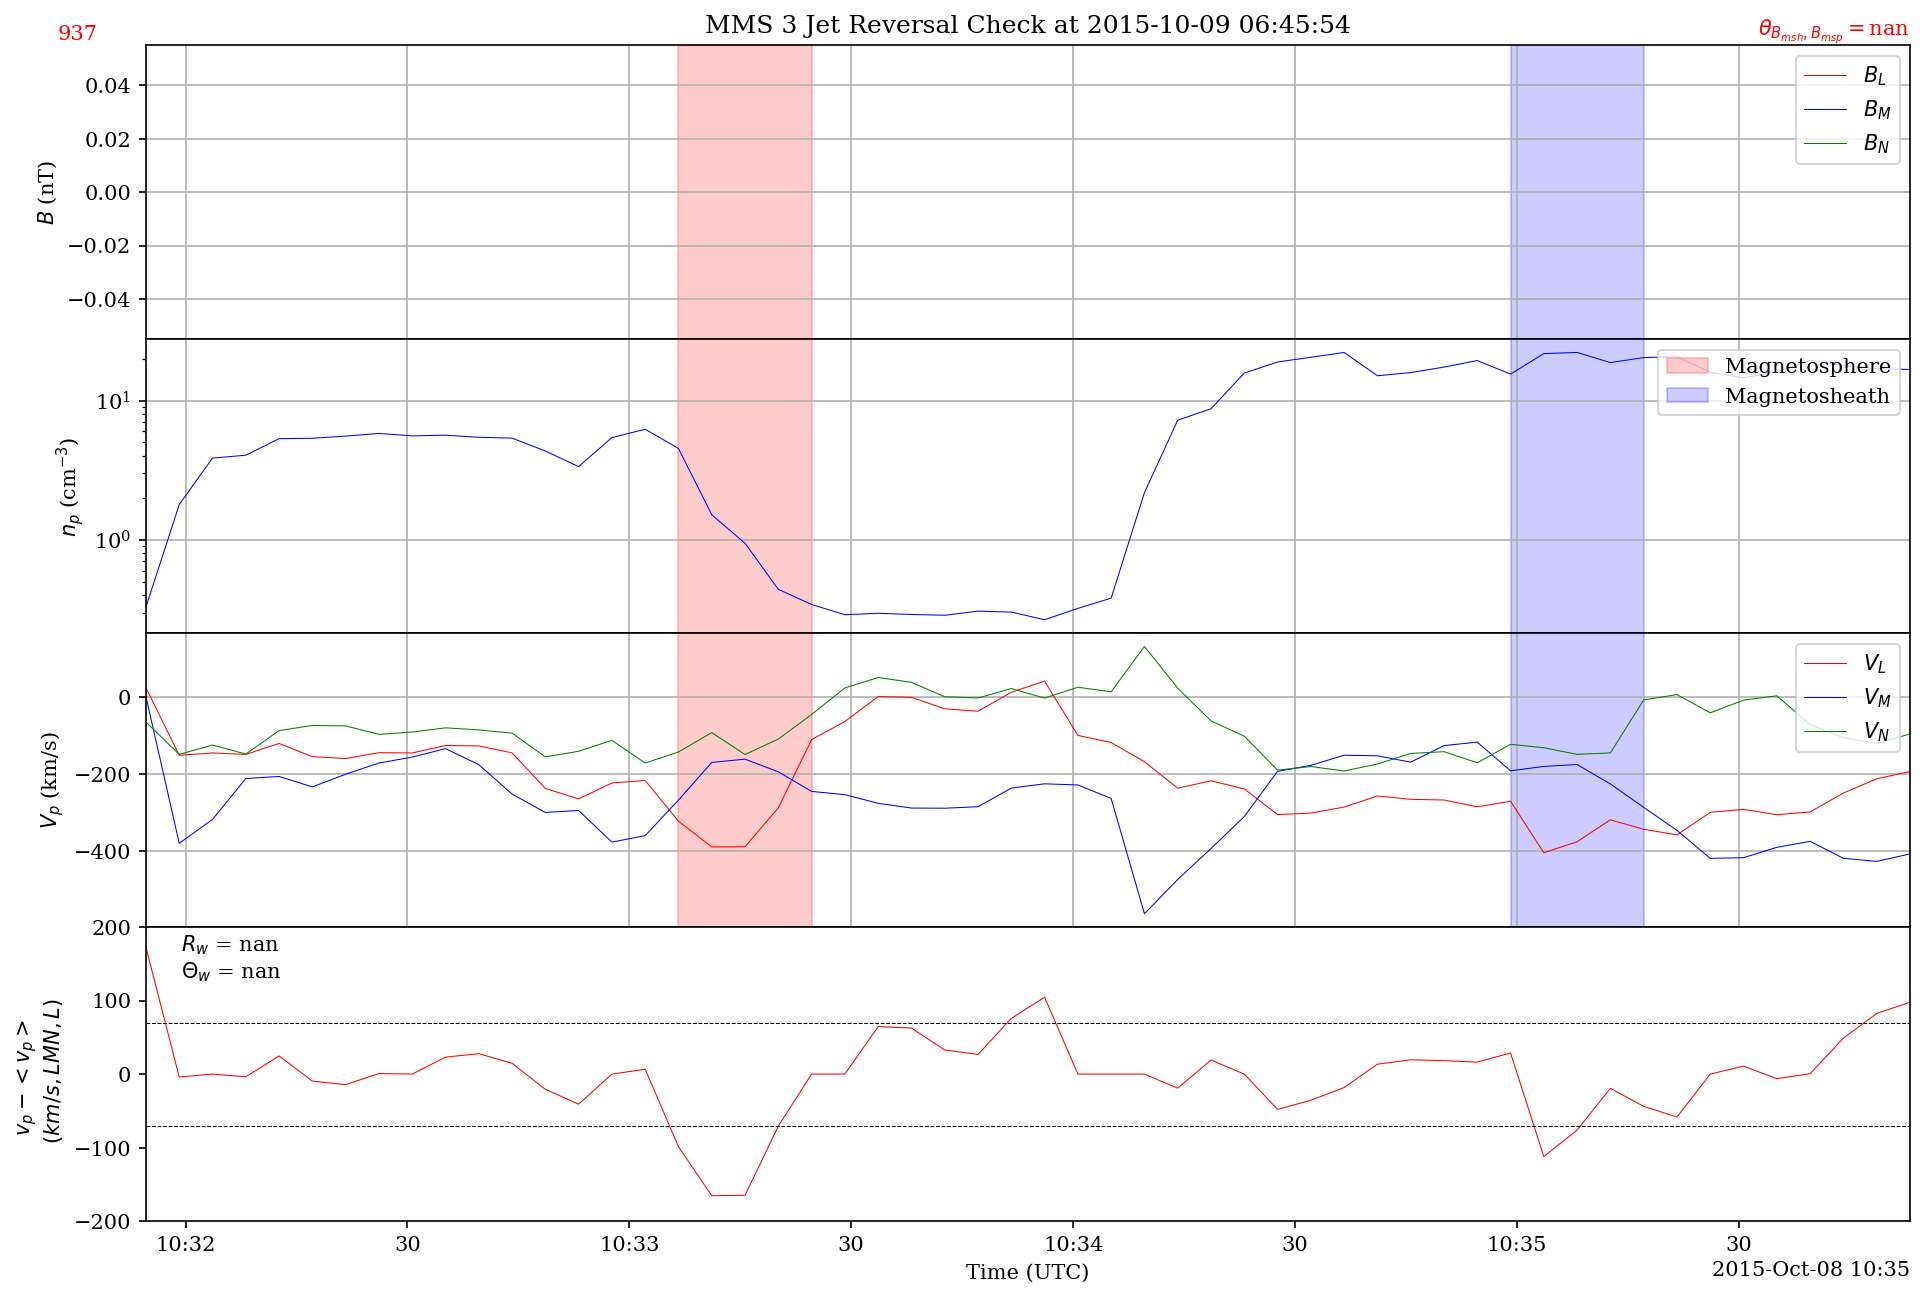 937
MMS 3 Jet Reversal Check at 2015-10-09 06:45:54
θ_{B_{msh}, B_{msp}} = nan
B (nT)
0.04
0.02
0.00
−0.02
−0.04
B_L
B_M
B_N
n_p (cm^{−3})
10^1
10^0
Magnetosphere
Magnetosheath
V_p (km/s)
0
−200
−400
V_L
V_M
V_N
v_p − < v_p >
(km/s, LMN, L)
200
100
0
−100
−200
R_w = nan
Θ_w = nan
10:32
30
10:33
30
10:34
30
10:35
30
Time (UTC)
2015-Oct-08 10:35